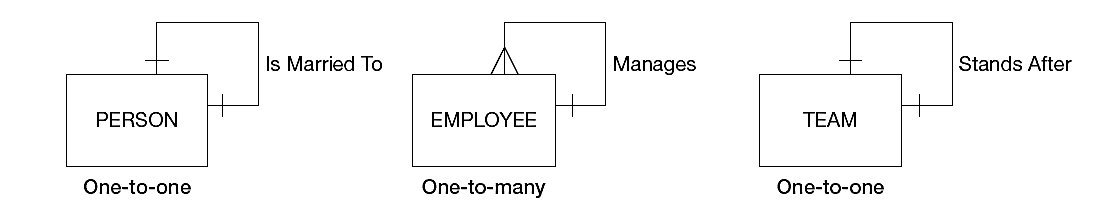 Is Married To
PERSON
One-to-one
Manages
EMPLOYEE
One-to-many
Stands After
TEAM
One-to-one